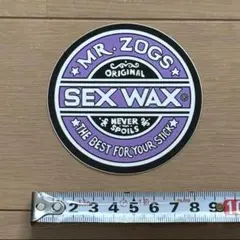 MR. ZOGS
ORIGINAL
SEX WAX®
NEVER
SPOILS
THE BEST FOR YOUR STICK
2 3 4 5 6 7 8 9